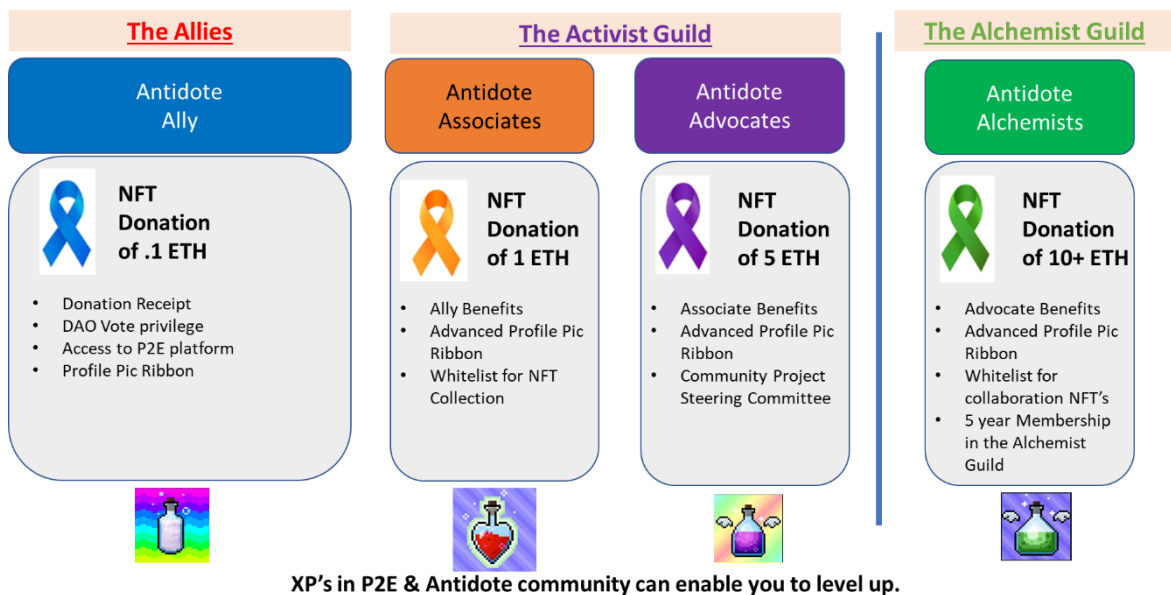 The Allies
Antidote
Ally
NFT
Donation
of .1 ETH
• Donation Receipt
• DAO Vote privilege
• Access to P2E platform
• Profile Pic Ribbon
The Activist Guild
Antidote
Associates
NFT
Donation
of 1 ETH
• Ally Benefits
• Advanced Profile Pic
Ribbon
• Whitelist for NFT
Collection
Antidote
Advocates
NFT
Donation
of 5 ETH
• Associate Benefits
• Advanced Profile Pic
Ribbon
• Community Project
Steering Committee
The Alchemist Guild
Antidote
Alchemists
NFT
Donation
of 10+ ETH
• Advocate Benefits
• Advanced Profile Pic
Ribbon
• Whitelist for
collaboration NFT's
• 5 year Membership
in the Alchemist
Guild
XP's in P2E & Antidote community can enable you to level up.